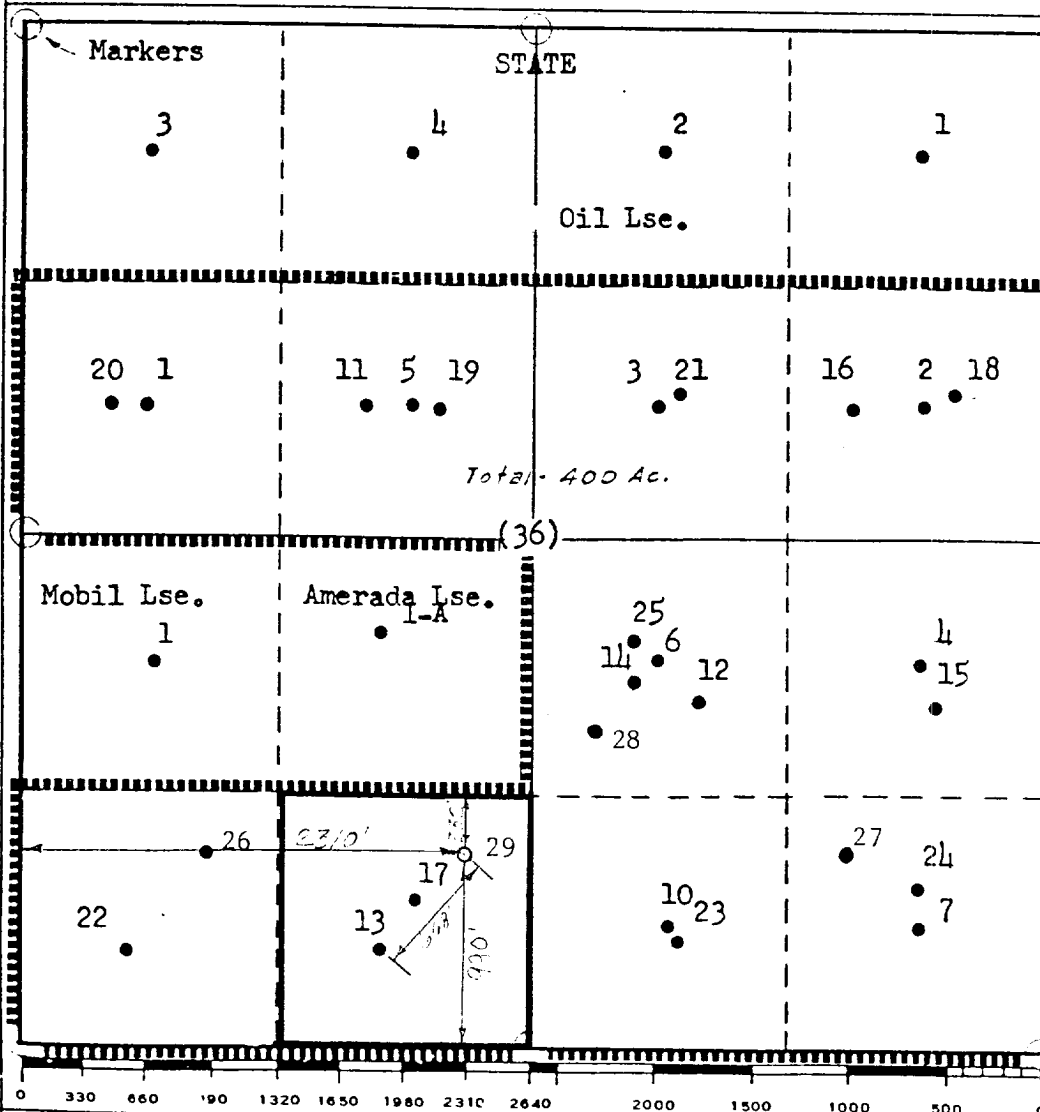 Markers
STATE
3 4 2 1
Oil Lse.
20 1 11 5 19 3 21 16 2 18
Total - 400 Ac.
(36)
Mobil Lse. Amerada Lse.
1 1-A
25 6 4
14 12 15
28
26 2310' 29 27
17 24
22 13 10 23 7
990'
0 330 660 190 1320 1650 1980 2310 2640 2000 1500 1000 500